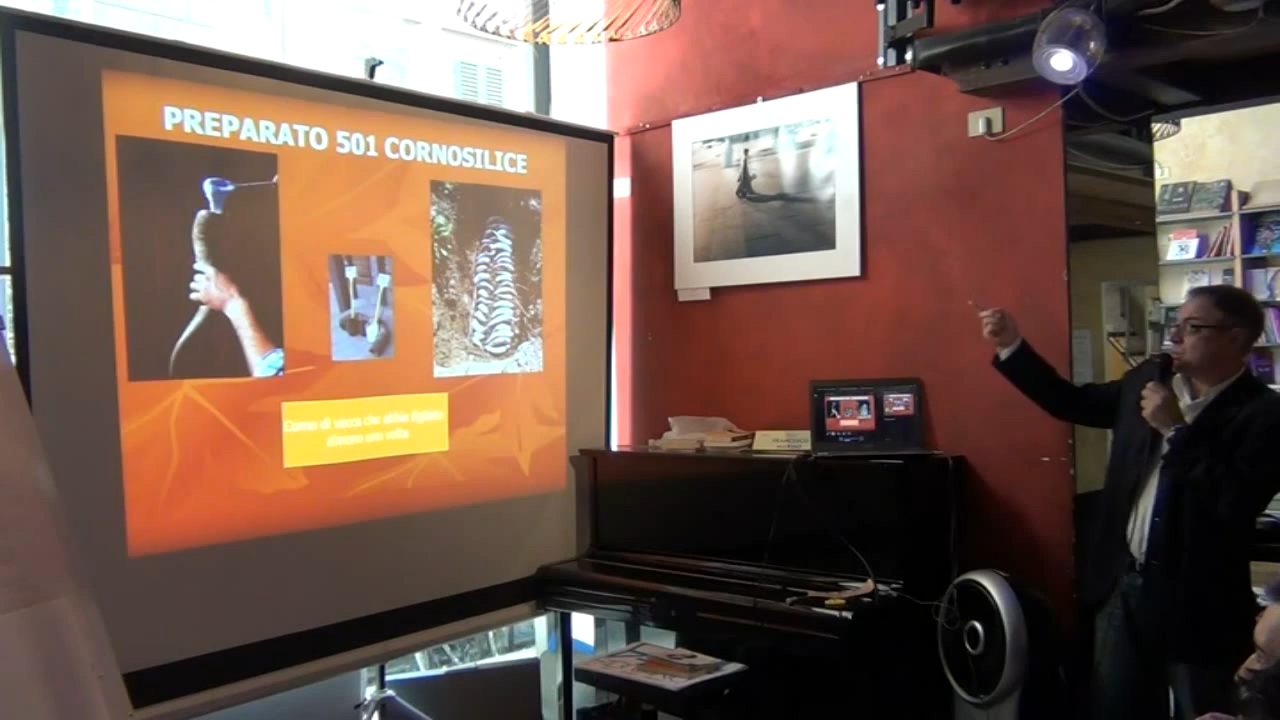 PREPARATO 501 CORNOSILICE
Corno di vacca che abbia figliato
almeno una volta